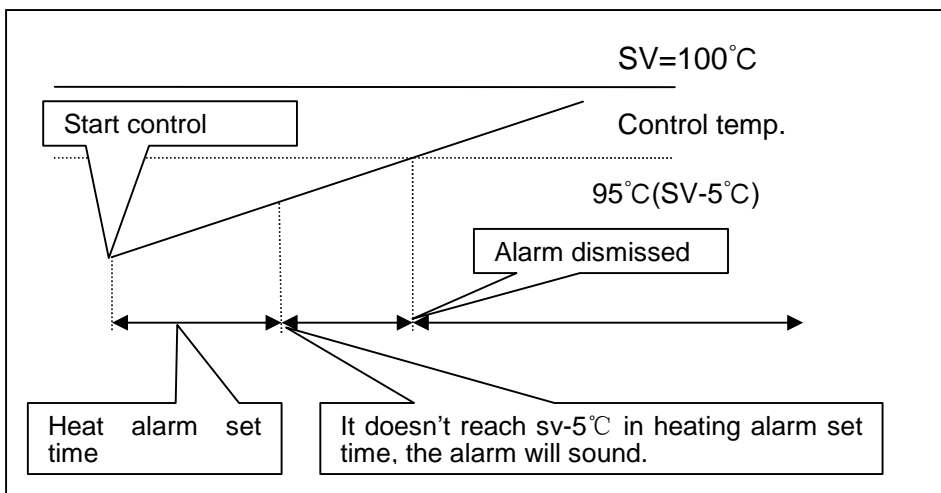 SV=100℃
Start control
Control temp.
95℃(SV-5℃)
Alarm dismissed
Heat alarm set
time
It doesn't reach sv-5℃ in heating alarm set
time, the alarm will sound.